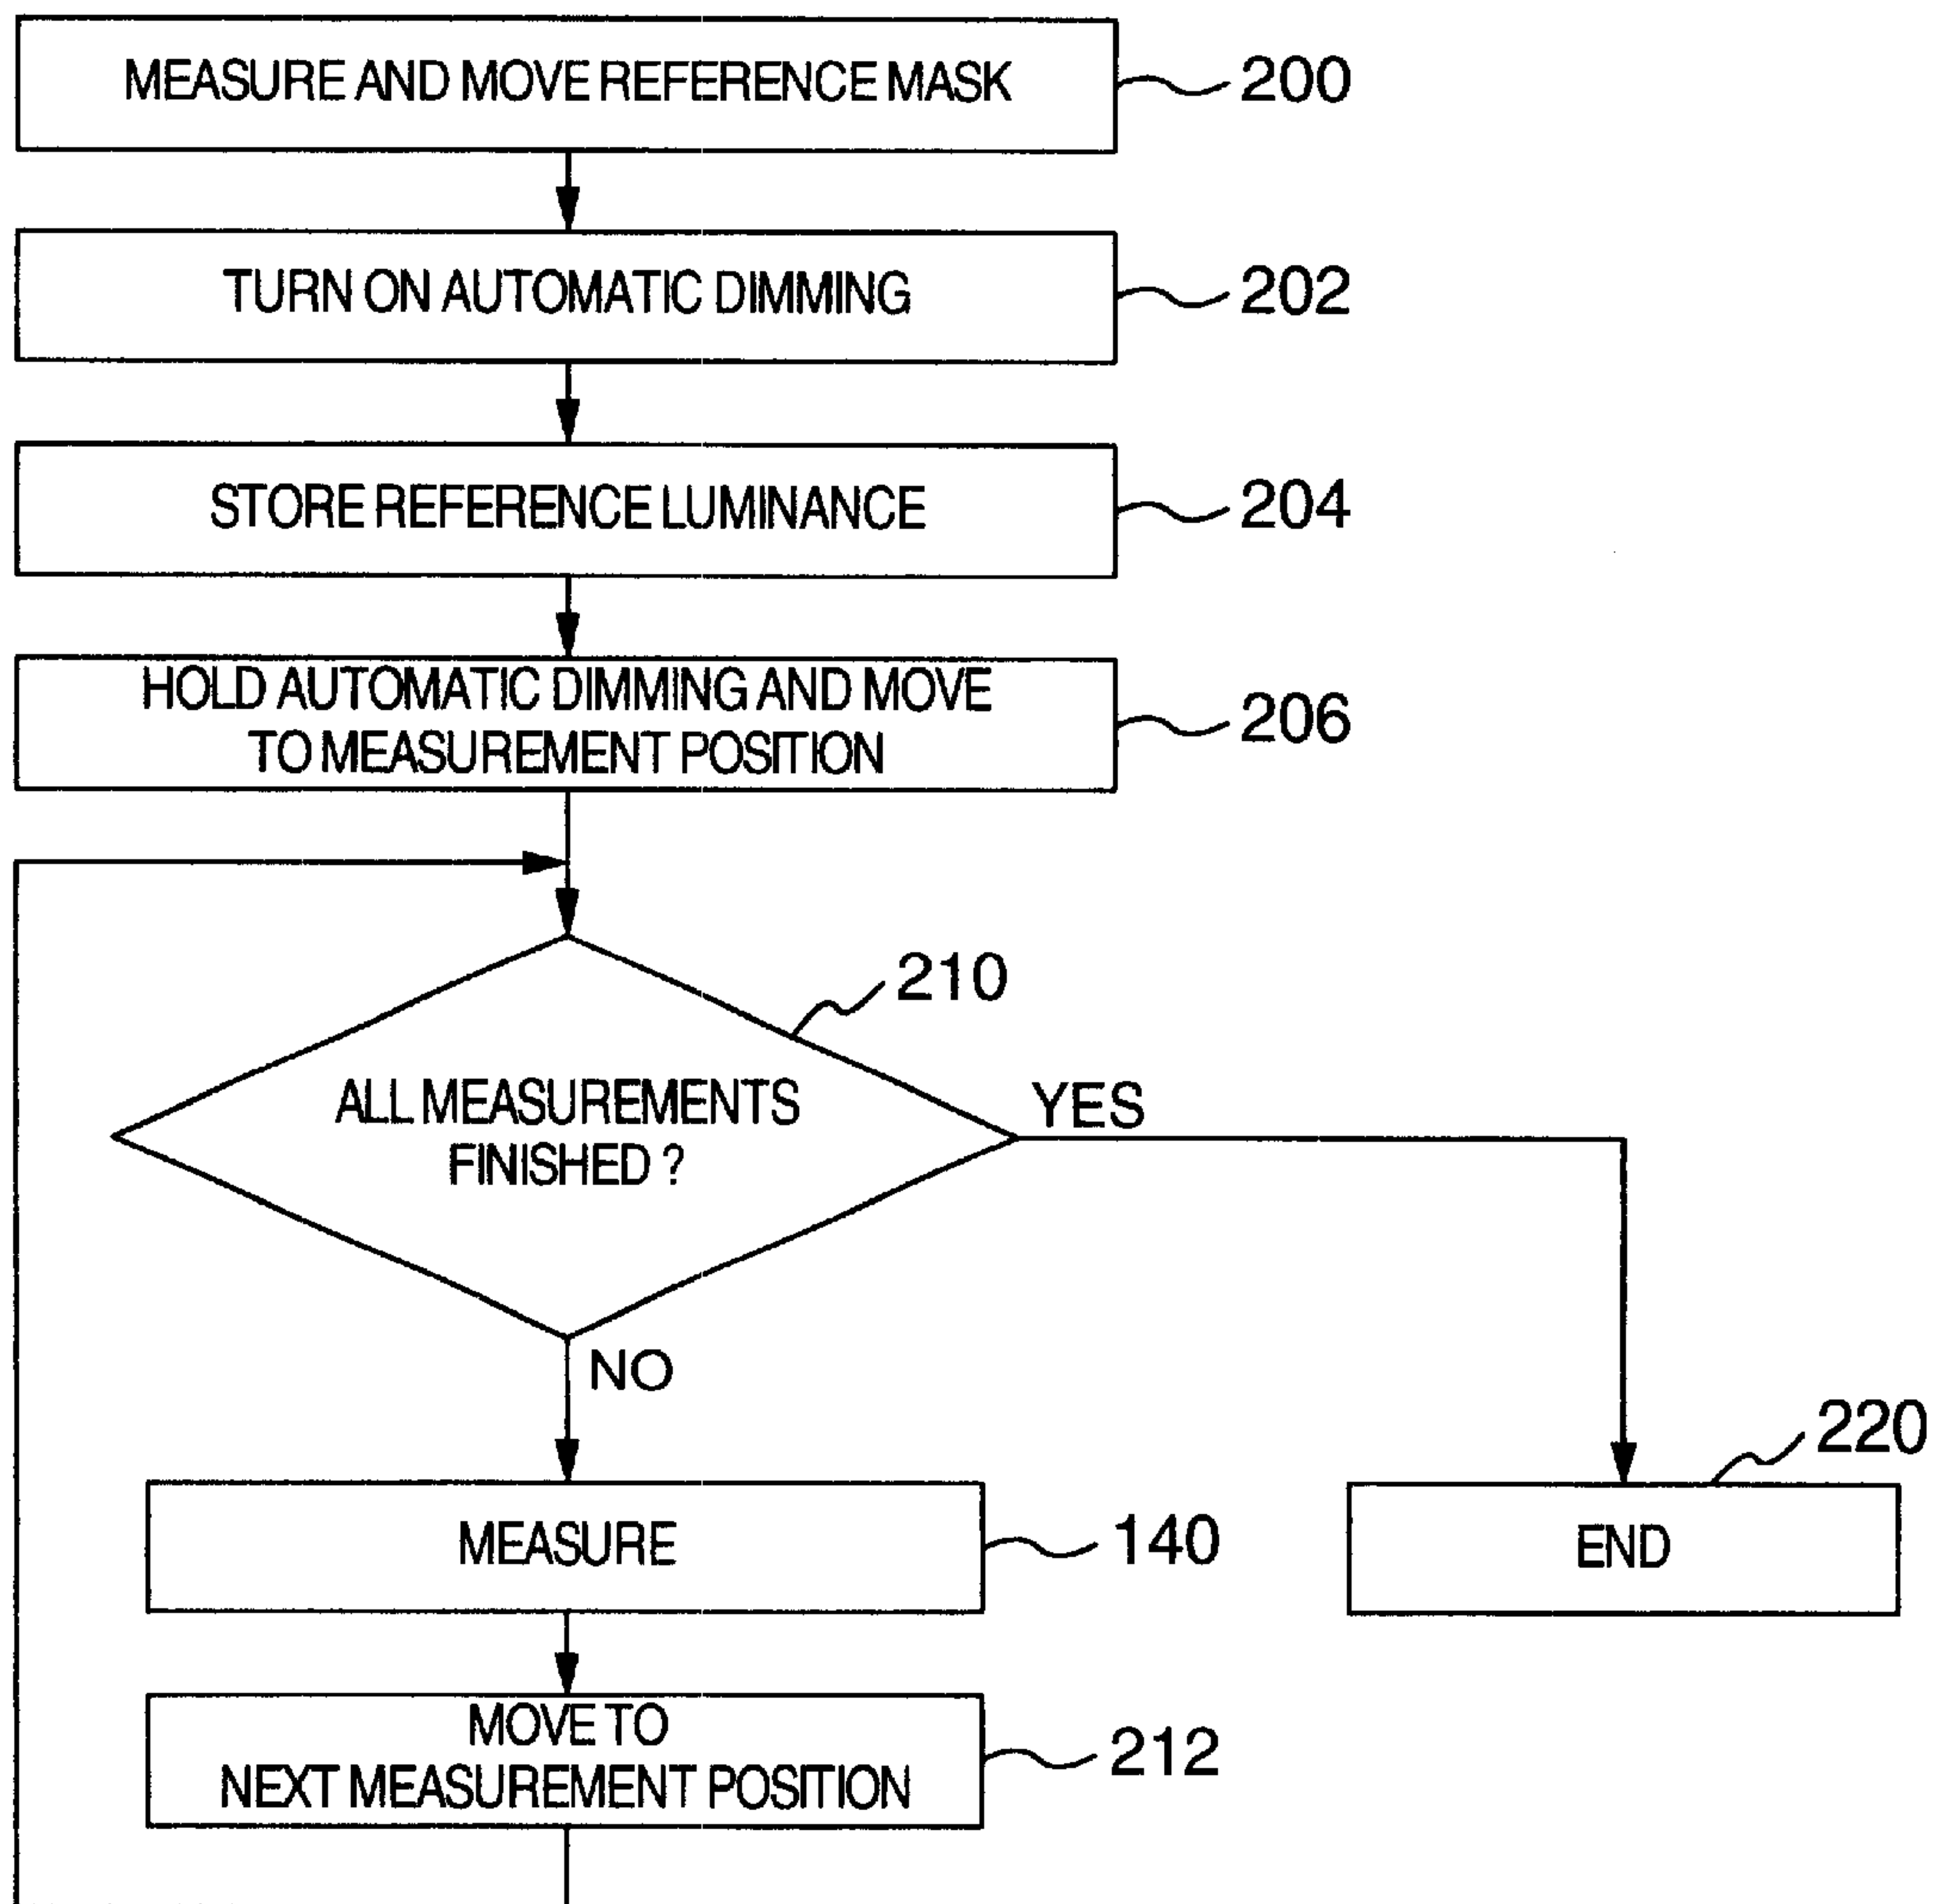 MEASURE AND MOVE REFERENCE MASK
200
TURN ON AUTOMATIC DIMMING
202
STORE REFERENCE LUMINANCE
204
HOLD AUTOMATIC DIMMING AND MOVE
TO MEASUREMENT POSITION
206
210
ALL MEASUREMENTS
FINISHED ?
YES
NO
220
MEASURE
140
END
MOVE TO
NEXT MEASUREMENT POSITION
212